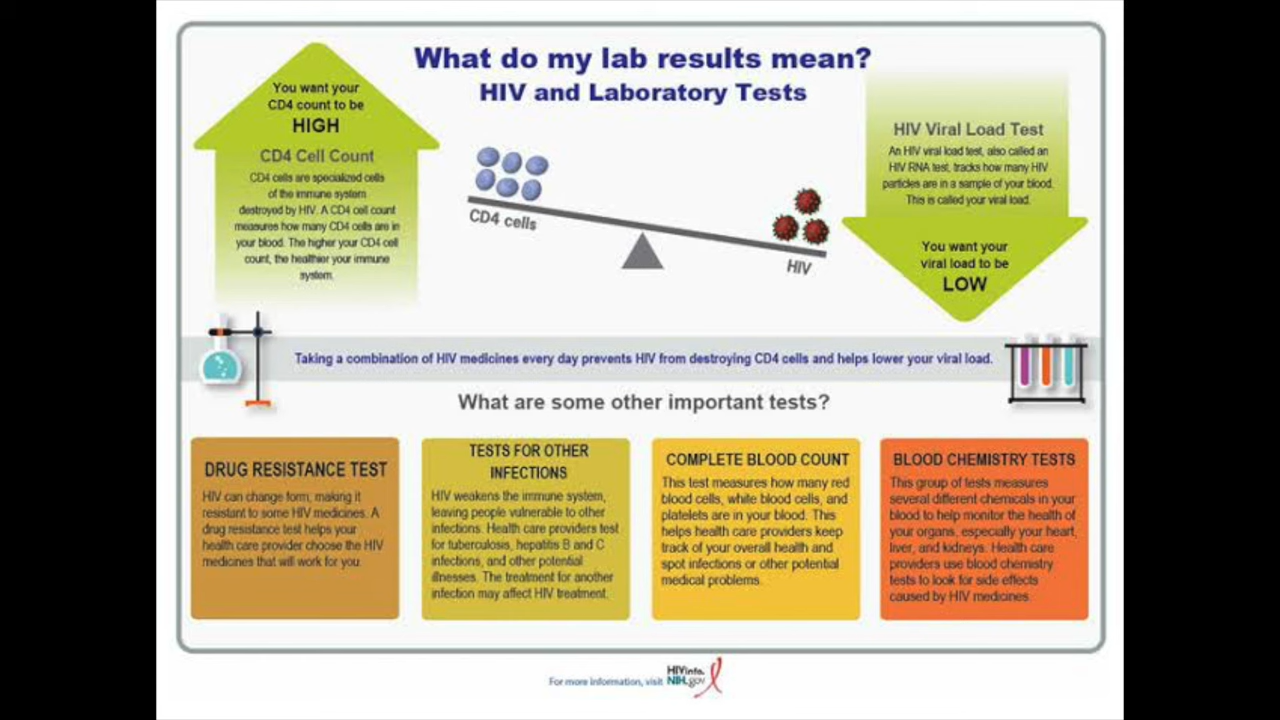 What do my lab results mean?
HIV and Laboratory Tests
You want your
CD4 count to be
HIGH
CD4 Cell Count
CD4 cells are specialized cells
of the immune system
destroyed by HIV. A CD4 cell count
measures how many CD4 cells are in
your blood. The higher your CD4 cell
count, the healthier your immune
system.
CD4 cells
HIV
HIV Viral Load Test
An HIV viral load test, also called an
HIV RNA test, tracks how many HIV
particles are in a sample of your blood.
This is called your viral load.
You want your
viral load to be
LOW
Taking a combination of HIV medicines every day prevents HIV from destroying CD4 cells and helps lower your viral load.
What are some other important tests?
DRUG RESISTANCE TEST
HIV can change form, making it
resistant to some HIV medicines. A
drug resistance test helps your
health care provider choose the HIV
medicines that will work for you.
TESTS FOR OTHER
INFECTIONS
HIV weakens the immune system,
leaving people vulnerable to other
infections. Health care providers test
for tuberculosis, hepatitis B and C
infections, and other potential
illnesses. The treatment for another
infection may affect HIV treatment.
COMPLETE BLOOD COUNT
This test measures how many red
blood cells, white blood cells, and
platelets are in your blood. This
helps health care providers keep
track of your overall health and
spot infections or other potential
medical problems.
BLOOD CHEMISTRY TESTS
This group of tests measures
several different chemicals in your
blood to help monitor the health of
your organs, especially your heart,
liver, and kidneys. Health care
providers use blood chemistry
tests to look for side effects
caused by HIV medicines.
For more information, visit
HIVinfo.
NIH.gov